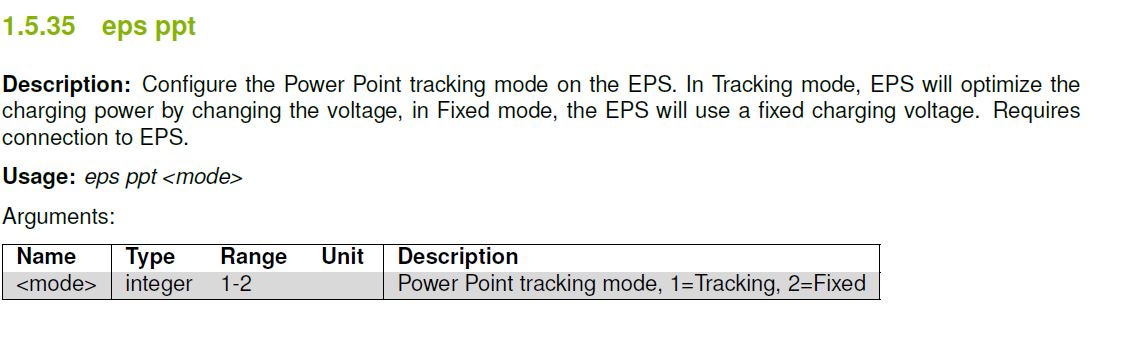 1.5.35 eps ppt
Description: Configure the Power Point tracking mode on the EPS. In Tracking mode, EPS will optimize the
charging power by changing the voltage, in Fixed mode, the EPS will use a fixed charging voltage. Requires
connection to EPS.
Usage: eps ppt <mode>
Arguments:
Name Type Range Unit Description
<mode> integer 1-2 Power Point tracking mode, 1=Tracking, 2=Fixed